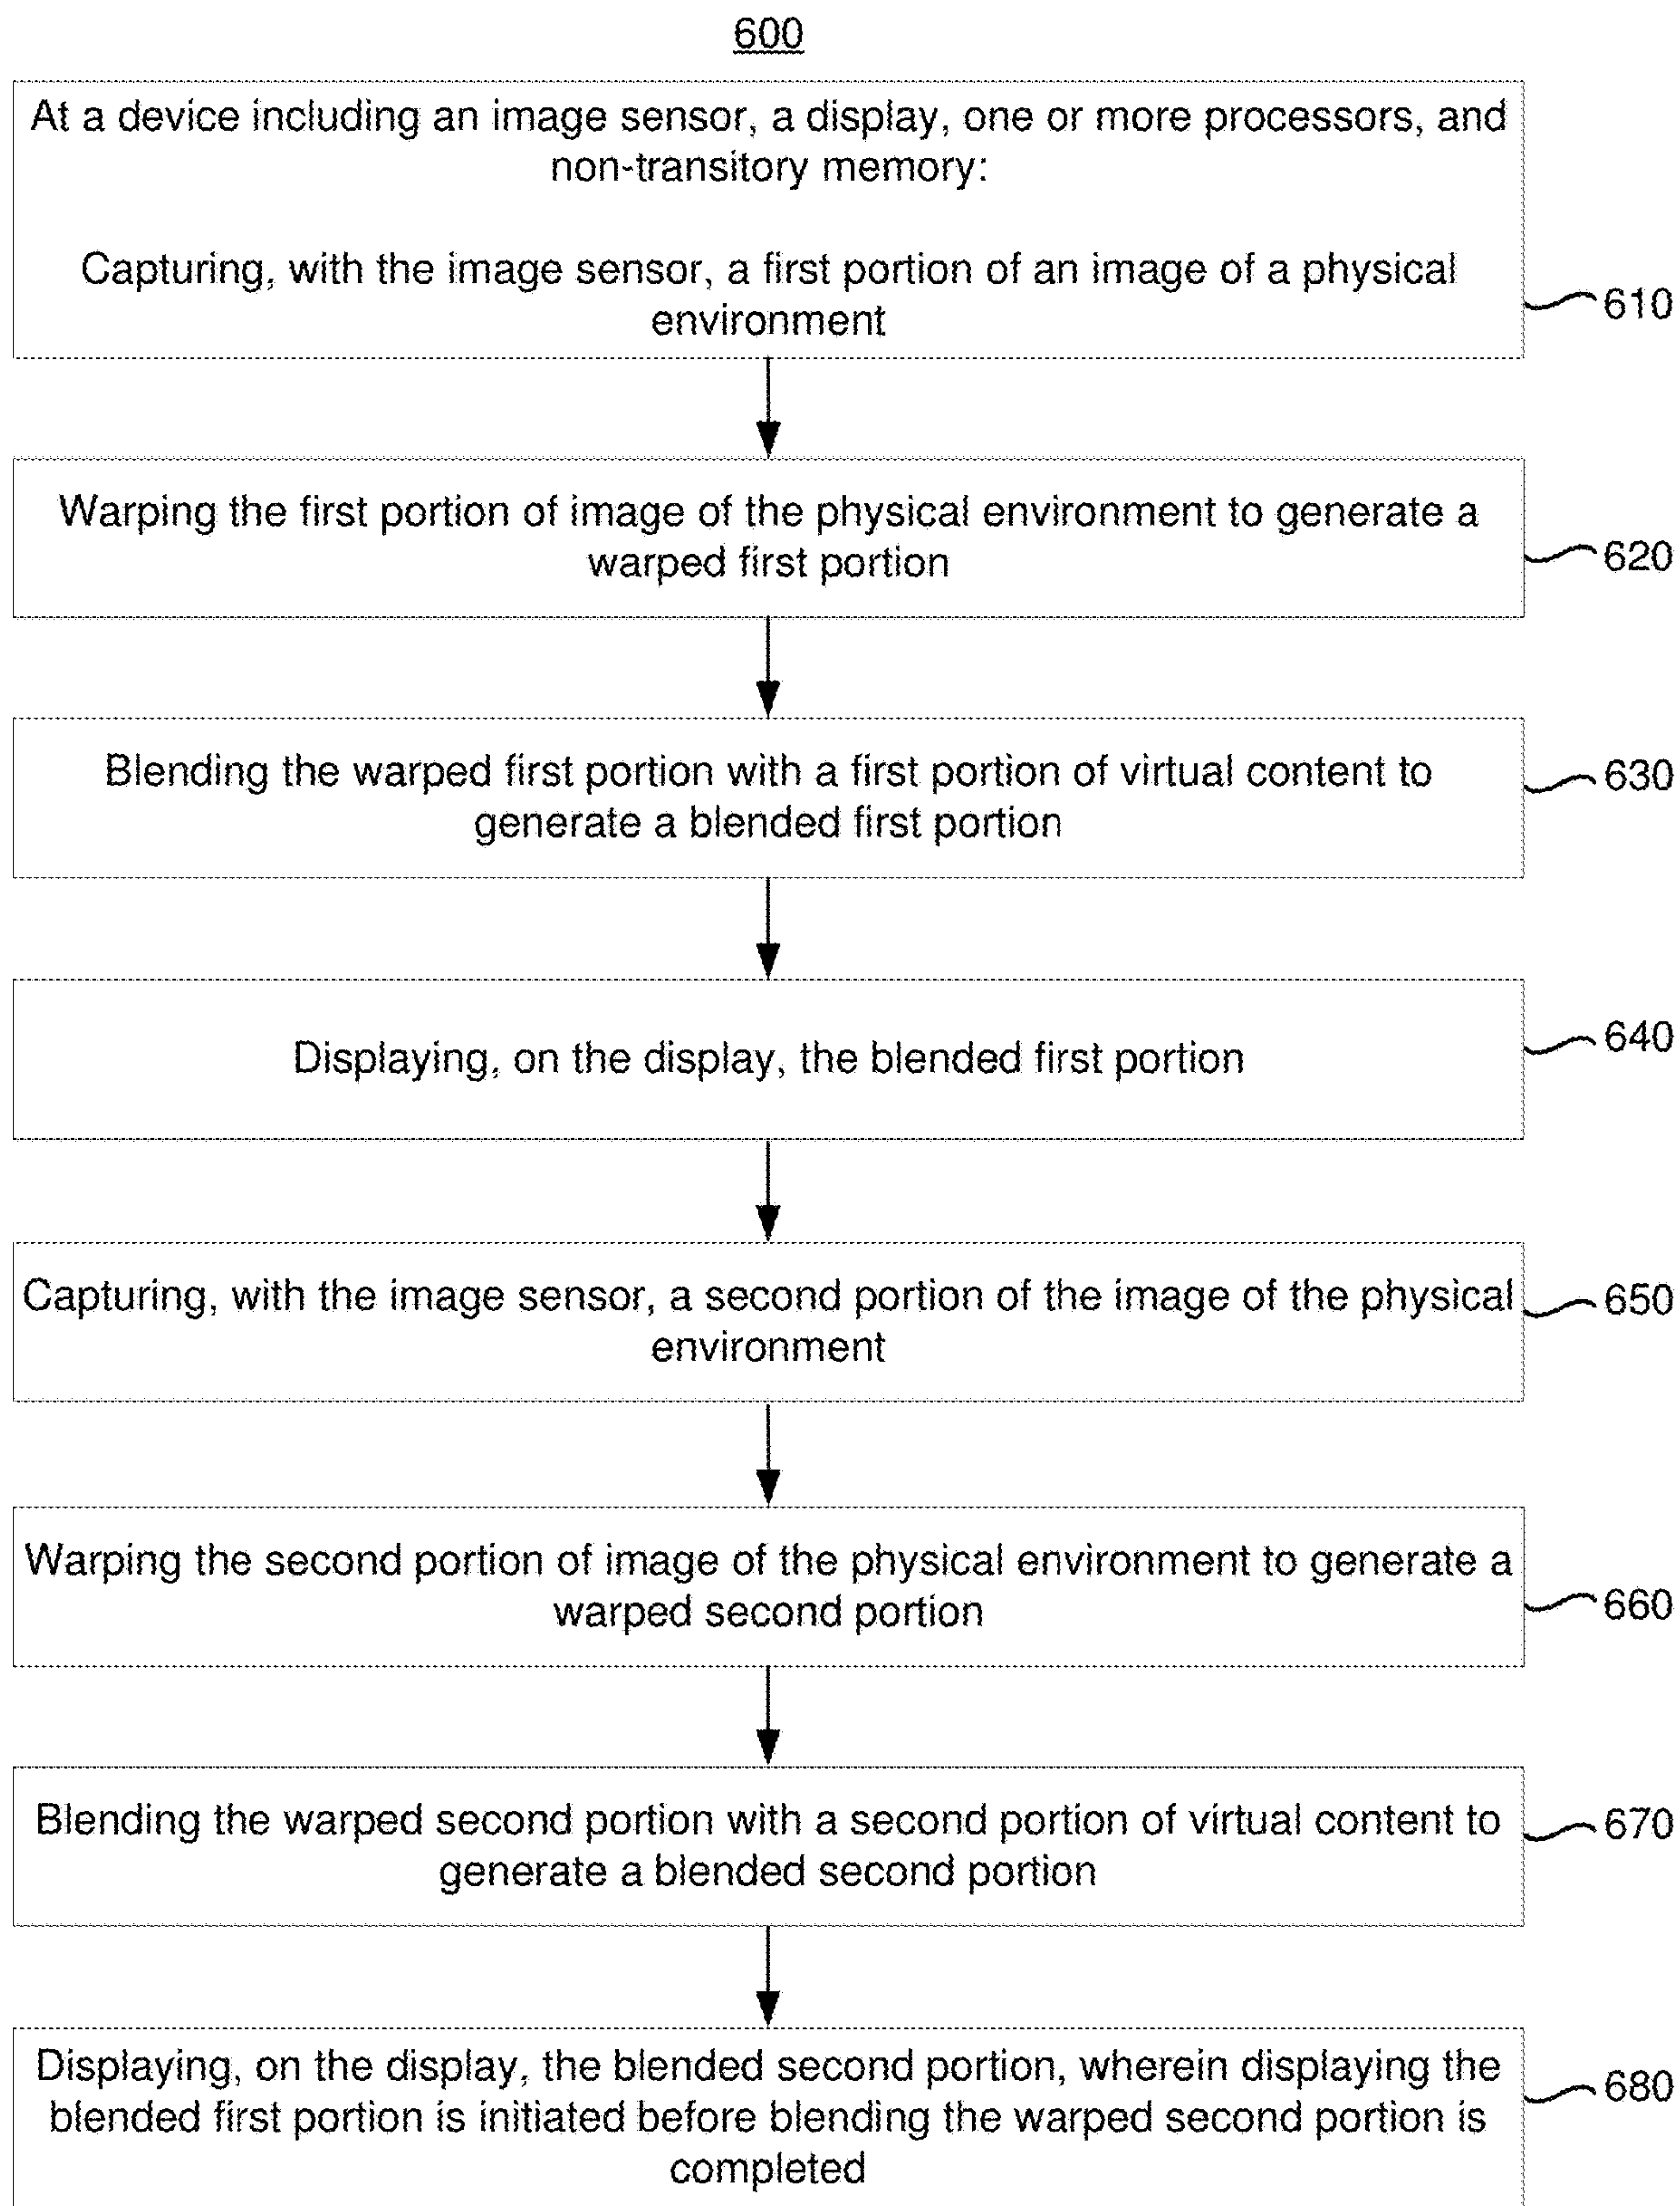 600
At a device including an image sensor, a display, one or more processors, and
non-transitory memory:
Capturing, with the image sensor, a first portion of an image of a physical
environment
610
Warping the first portion of image of the physical environment to generate a
warped first portion
620
Blending the warped first portion with a first portion of virtual content to
generate a blended first portion
630
Displaying, on the display, the blended first portion
640
Capturing, with the image sensor, a second portion of the image of the physical
environment
650
Warping the second portion of image of the physical environment to generate a
warped second portion
660
Blending the warped second portion with a second portion of virtual content to
generate a blended second portion
670
Displaying, on the display, the blended second portion, wherein displaying the
blended first portion is initiated before blending the warped second portion is
completed
680